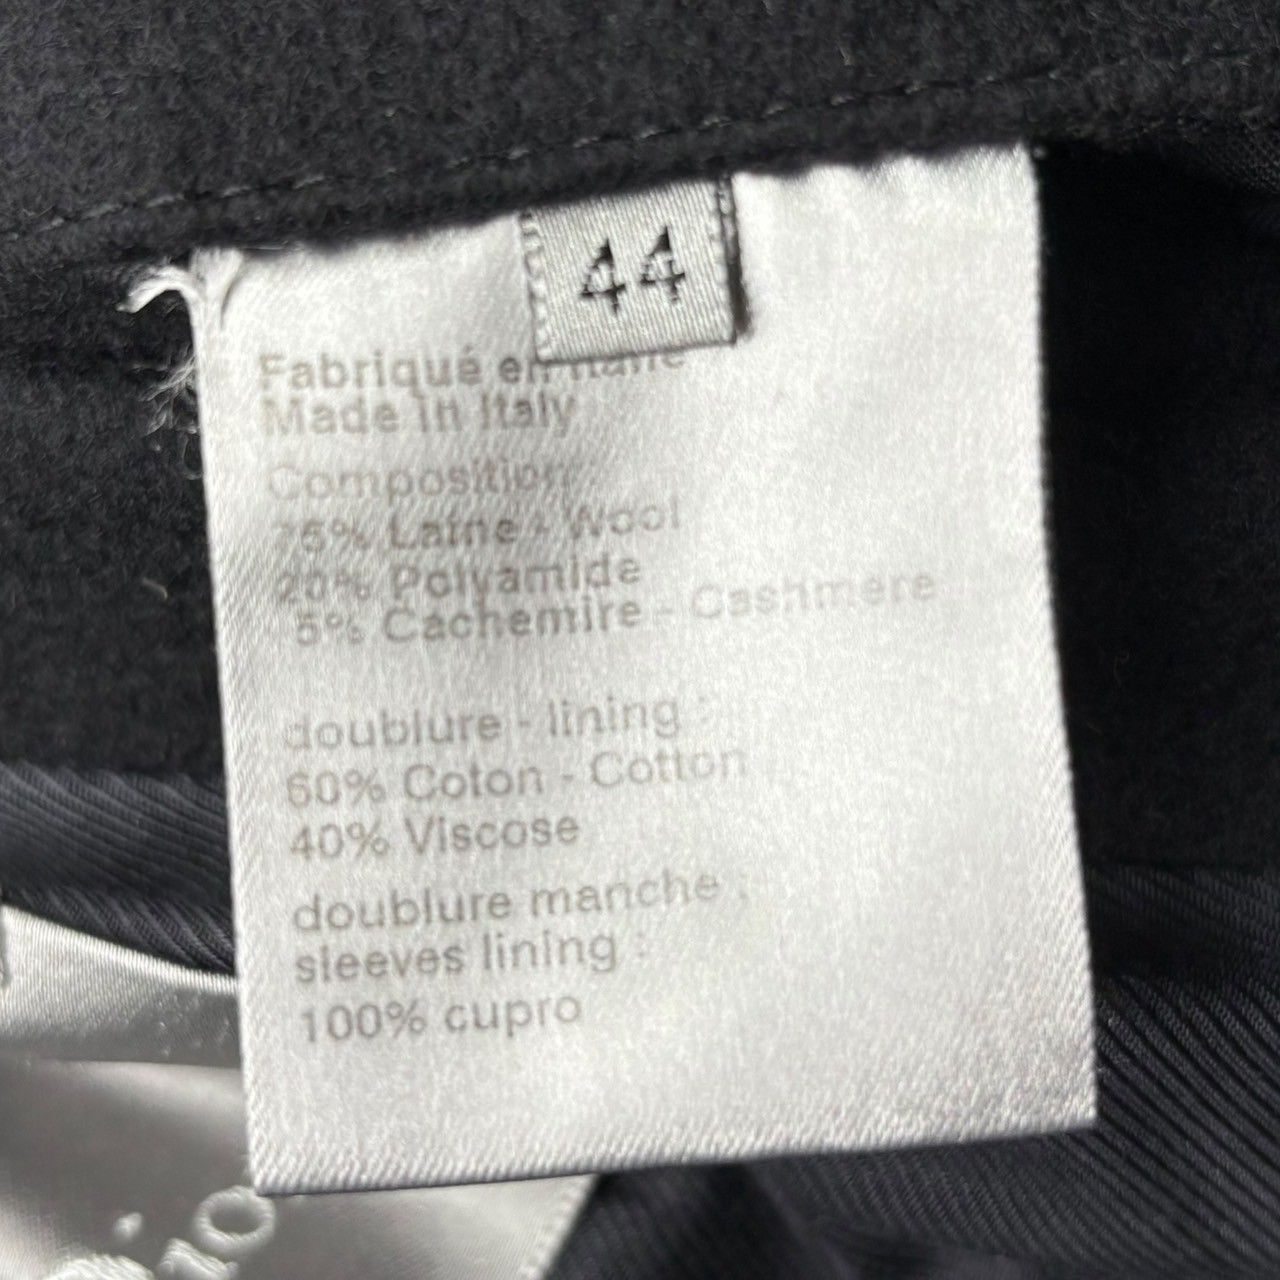 44
Fabriqué en Italie
Made in Italy
Composition
75% Laine - Wool
20% Polyamide
5% Cachemire - Cashmere
doublure - lining :
60% Coton - Cotton
40% Viscose
doublure manche :
sleeves lining :
100% cupro